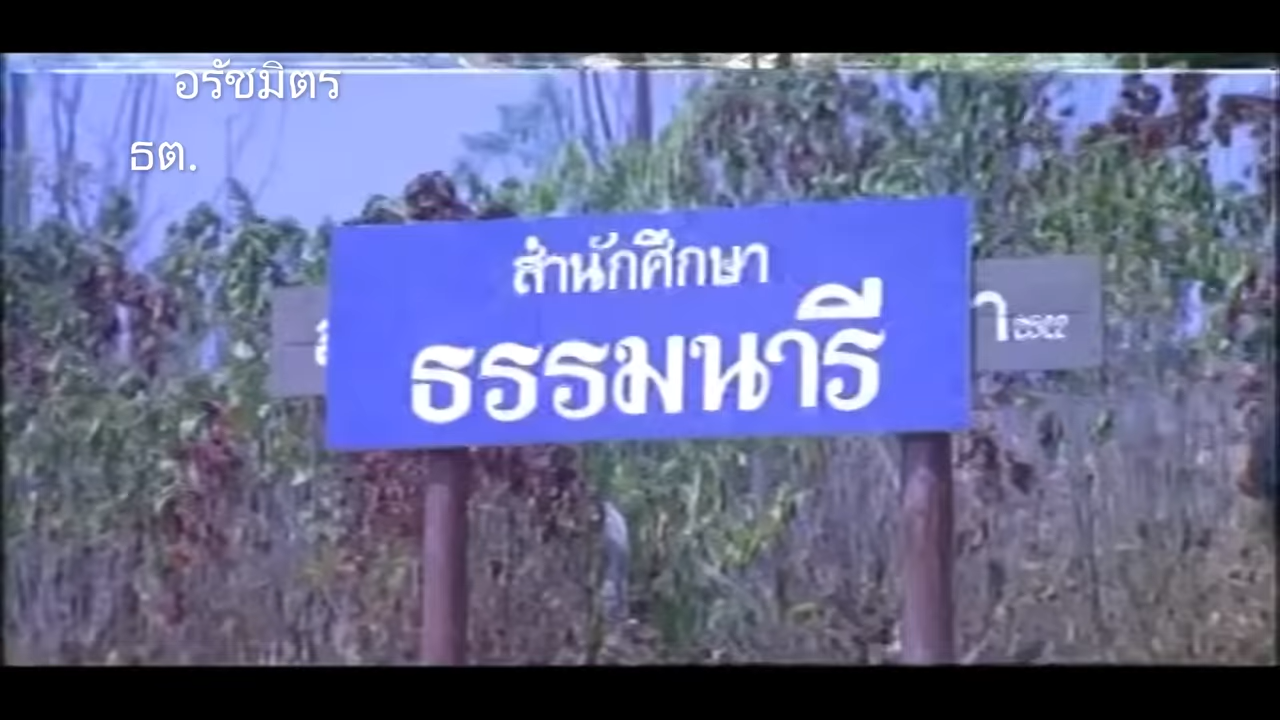 อรัชมิตร
ธต.
สำนักศึกษา
ธรรมนารี